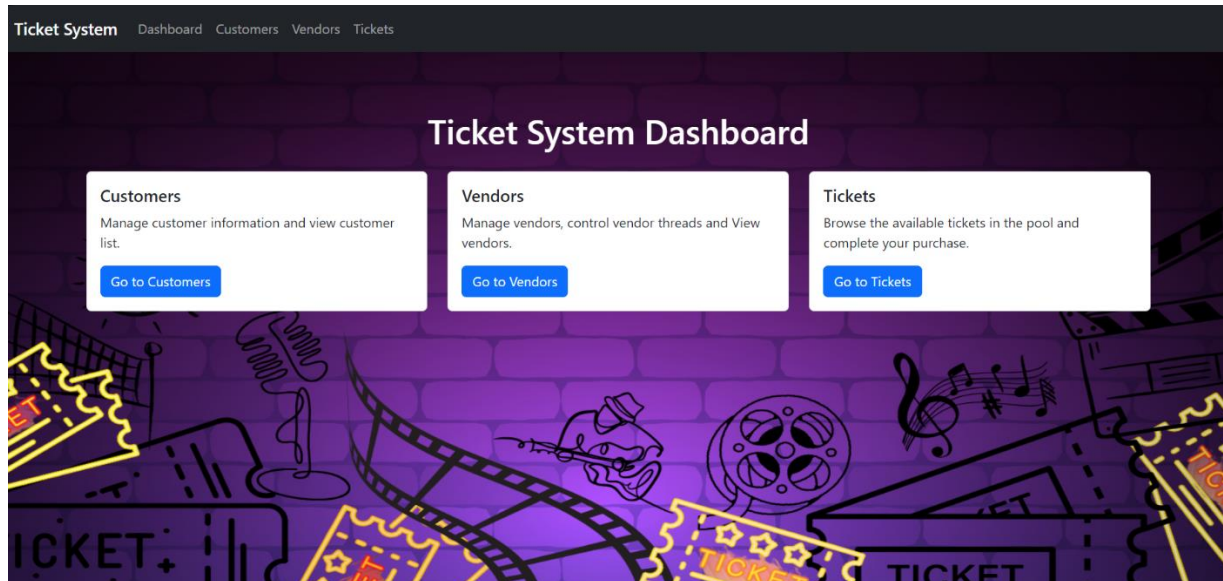 Ticket System Dashboard Customers Vendors Tickets
Ticket System Dashboard
Customers
Manage customer information and view customer
list.
Go to Customers
Vendors
Manage vendors, control vendor threads and View
vendors.
Go to Vendors
Tickets
Browse the available tickets in the pool and
complete your purchase.
Go to Tickets
ICKET
TICKET
TICKET